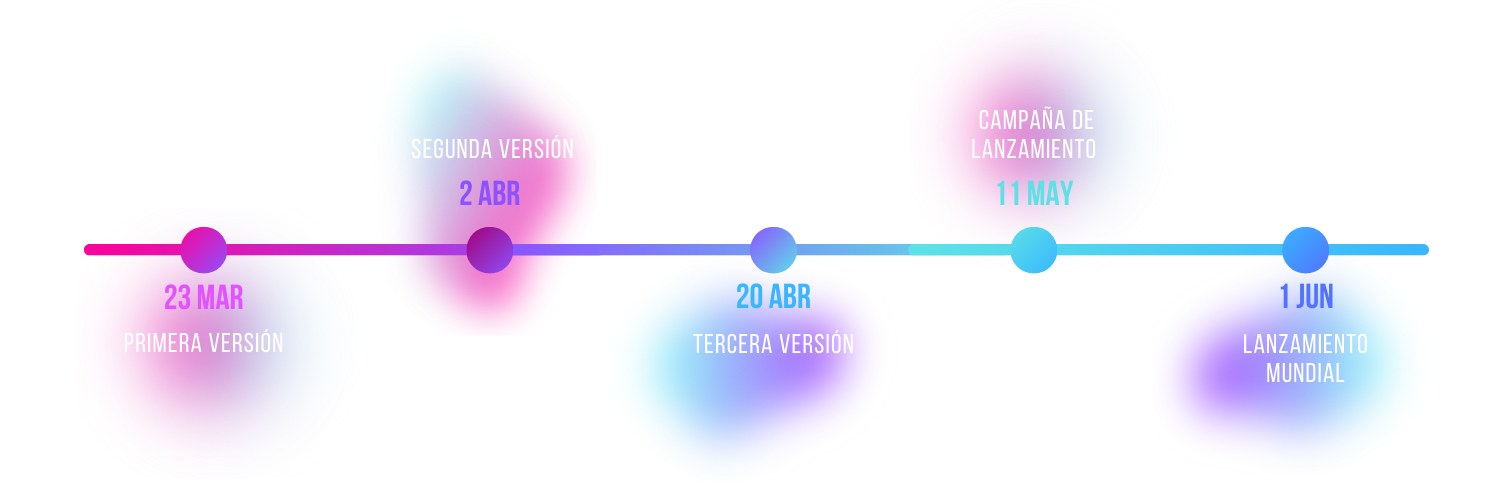 23 MAR
PRIMERA VERSIÓN
SEGUNDA VERSIÓN
2 ABR
20 ABR
TERCERA VERSIÓN
CAMPAÑA DE
LANZAMIENTO
11 MAY
1 JUN
LANZAMIENTO
MUNDIAL